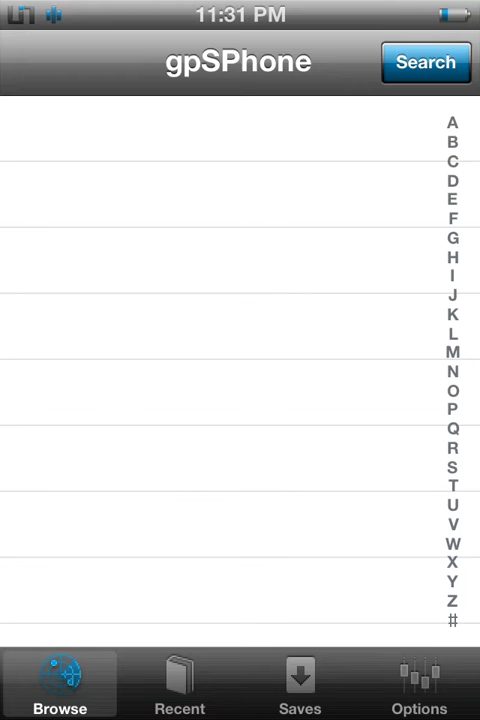 11:31 PM
gpSPhone
Search
A
B
C
D
E
F
G
H
I
J
K
L
M
N
O
P
Q
R
S
T
U
V
W
X
Y
Z
#
Browse
Recent
Saves
Options